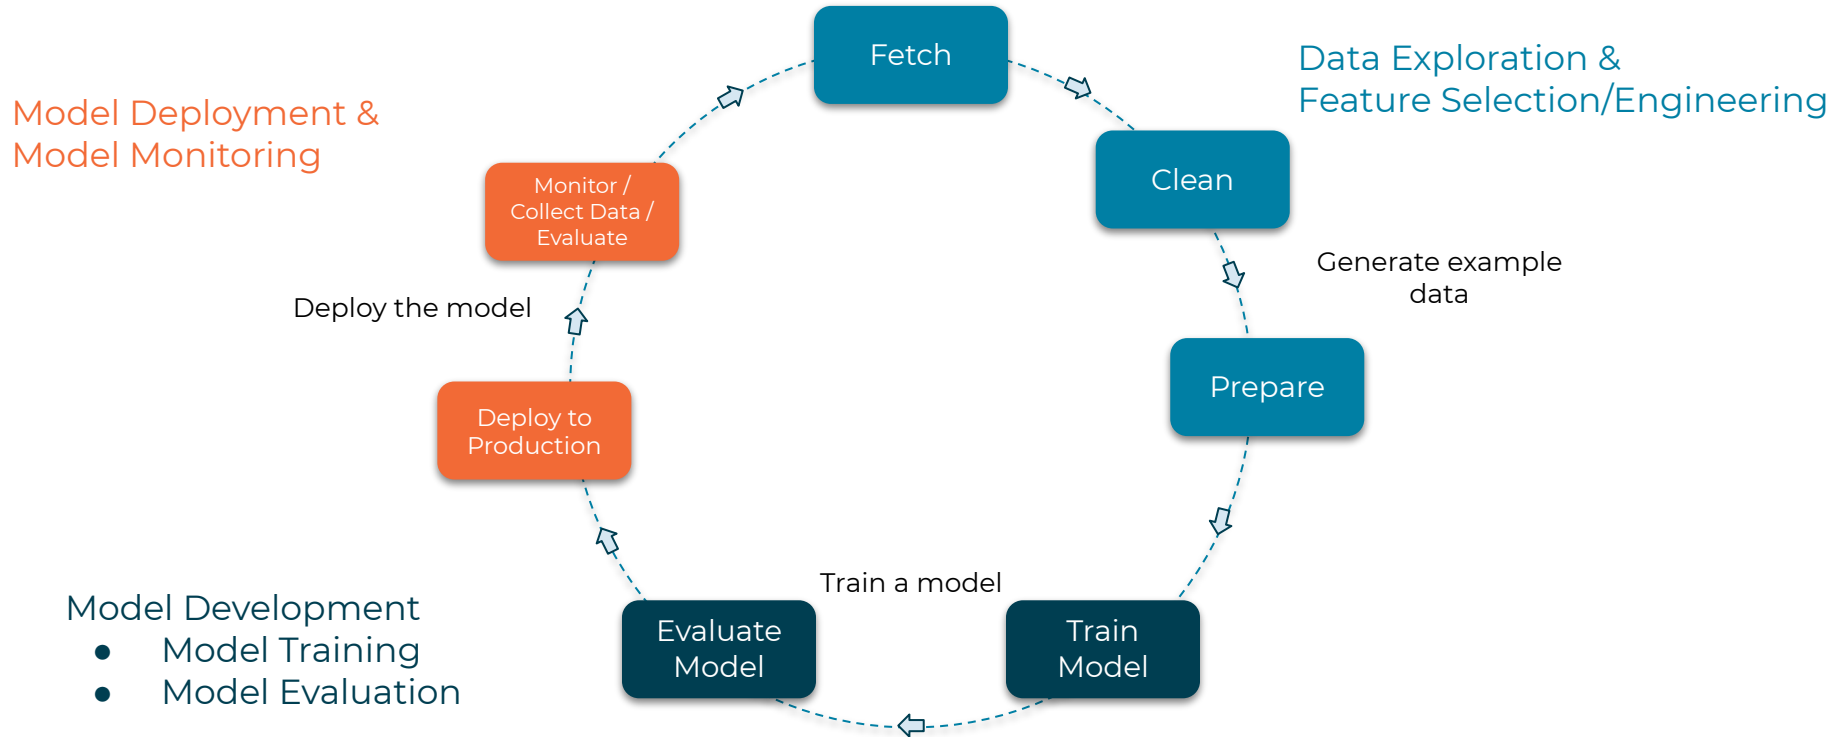 Fetch
Data Exploration &
Feature Selection/Engineering
Model Deployment &
Model Monitoring
Clean
Monitor /
Collect Data /
Evaluate
Generate example
data
Deploy the model
Prepare
Deploy to
Production
Train a model
Model Development
● Model Training
● Model Evaluation
Evaluate
Model
Train
Model